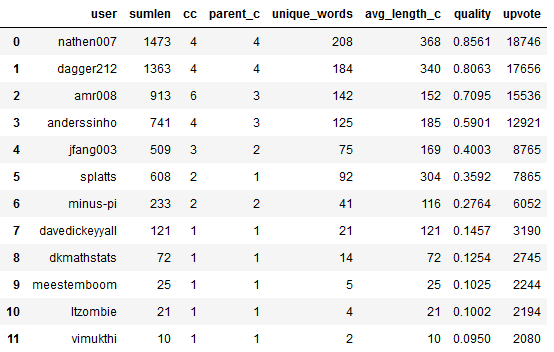 user sumlen cc parent_c unique_words avg_length_c quality upvote
0 nathen007 1473 4 4 208 368 0.8561 18746
1 dagger212 1363 4 4 184 340 0.8063 17656
2 amr008 913 6 3 142 152 0.7095 15536
3 anderssinho 741 4 3 125 185 0.5901 12921
4 jfang003 509 3 2 75 169 0.4003 8765
5 splatts 608 2 1 92 304 0.3592 7865
6 minus-pi 233 2 2 41 116 0.2764 6052
7 davedickeyyall 121 1 1 21 121 0.1457 3190
8 dkmathstats 72 1 1 14 72 0.1254 2745
9 meestemboom 25 1 1 5 25 0.1025 2244
10 ltzombie 21 1 1 4 21 0.1002 2194
11 vimukthi 10 1 1 2 10 0.0950 2080